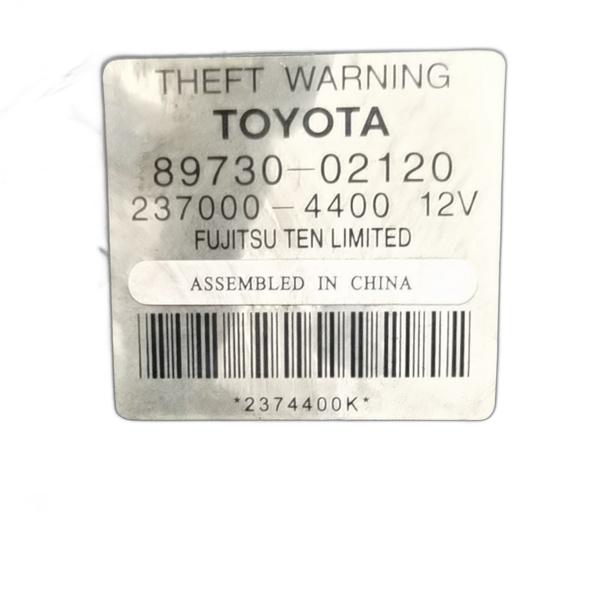 THEFT WARNING
TOYOTA
89730-02120
237000-4400 12V
FUJITSU TEN LIMITED
ASSEMBLED IN CHINA
*2374400K*